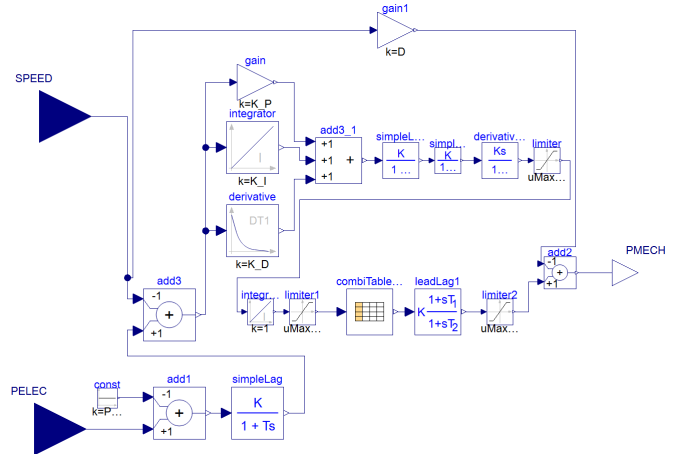 gain1
k=D
SPEED
gain
k=K_P
integrator
I
k=K_I
derivative
DT1
k=K_D
add3_1
+1
+1
+1
+
simpleL...
K
1 ...
simpl...
K
1...
derivativ...
Ks
1...
limiter
uMax...
add2
-1
+
+1
PMECH
add3
-1
+
+1
integr...
k=1
limiter1
uMax...
combiTable...
leadLag1
K
1+sT1
1+sT2
limiter2
uMax...
PELEC
const
k=P...
add1
-1
+
+1
simpleLag
K
1 + Ts